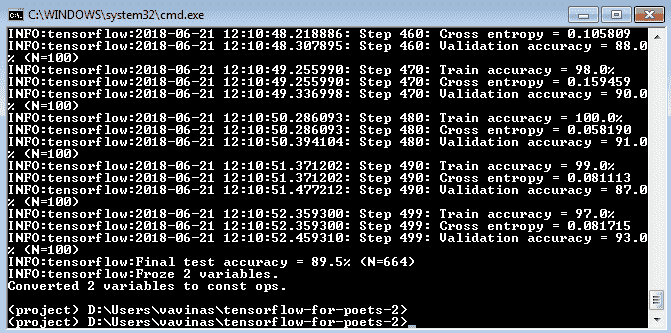 C:\WINDOWS\system32\cmd.exe
INFO:tensorflow:2018-06-21 12:10:48.218886: Step 460: Cross entropy = 0.105809
INFO:tensorflow:2018-06-21 12:10:48.307895: Step 460: Validation accuracy = 88.0
% (N=100)
INFO:tensorflow:2018-06-21 12:10:49.255990: Step 470: Train accuracy = 98.0%
INFO:tensorflow:2018-06-21 12:10:49.255990: Step 470: Cross entropy = 0.159459
INFO:tensorflow:2018-06-21 12:10:49.336998: Step 470: Validation accuracy = 90.0
% (N=100)
INFO:tensorflow:2018-06-21 12:10:50.286093: Step 480: Train accuracy = 100.0%
INFO:tensorflow:2018-06-21 12:10:50.286093: Step 480: Cross entropy = 0.058190
INFO:tensorflow:2018-06-21 12:10:50.394104: Step 480: Validation accuracy = 91.0
% (N=100)
INFO:tensorflow:2018-06-21 12:10:51.371202: Step 490: Train accuracy = 99.0%
INFO:tensorflow:2018-06-21 12:10:51.371202: Step 490: Cross entropy = 0.081113
INFO:tensorflow:2018-06-21 12:10:51.477212: Step 490: Validation accuracy = 87.0
% (N=100)
INFO:tensorflow:2018-06-21 12:10:52.359300: Step 499: Train accuracy = 97.0%
INFO:tensorflow:2018-06-21 12:10:52.359300: Step 499: Cross entropy = 0.081715
INFO:tensorflow:2018-06-21 12:10:52.459310: Step 499: Validation accuracy = 93.0
% (N=100)
INFO:tensorflow:Final test accuracy = 89.5% (N=664)
INFO:tensorflow:Froze 2 variables.
Converted 2 variables to const ops.
(project) D:\Users\vavinas\tensorflow-for-poets-2>
(project) D:\Users\vavinas\tensorflow-for-poets-2>